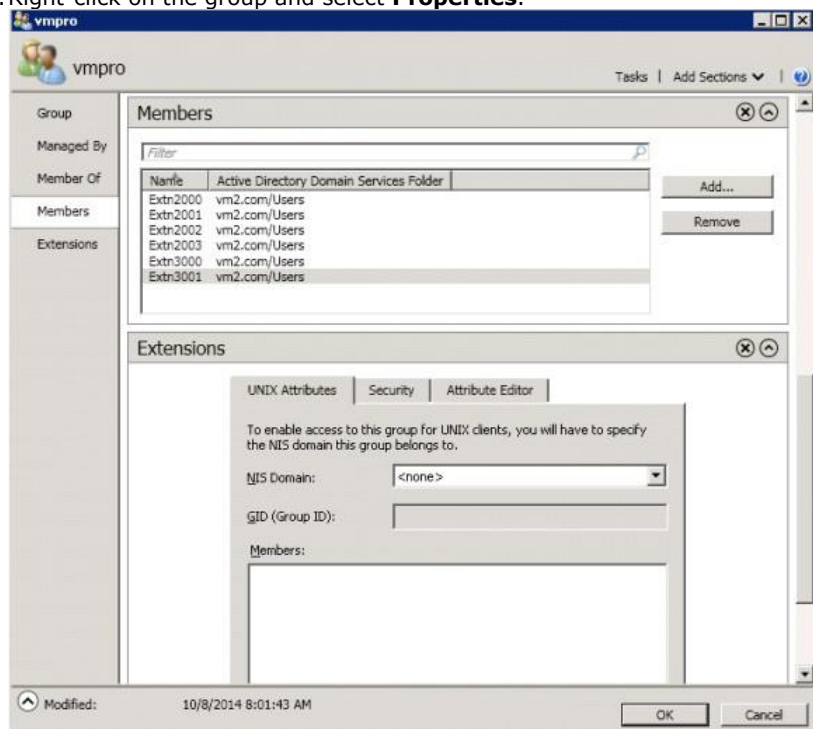 . Right-click on the group and select Properties.
vmpro
vmpro
Tasks | Add Sections |
Group
Managed By
Member Of
Members
Extensions
Members
Filter
Name Active Directory Domain Services Folder
Extn2000 vm2.com/Users
Extn2001 vm2.com/Users
Extn2002 vm2.com/Users
Extn2003 vm2.com/Users
Extn3000 vm2.com/Users
Extn3001 vm2.com/Users
Add...
Remove
Extensions
UNIX Attributes Security Attribute Editor
To enable access to this group for UNIX clients, you will have to specify
the NIS domain this group belongs to.
NIS Domain: <none>
GID (Group ID):
Members:
Modified: 10/8/2014 8:01:43 AM
OK Cancel